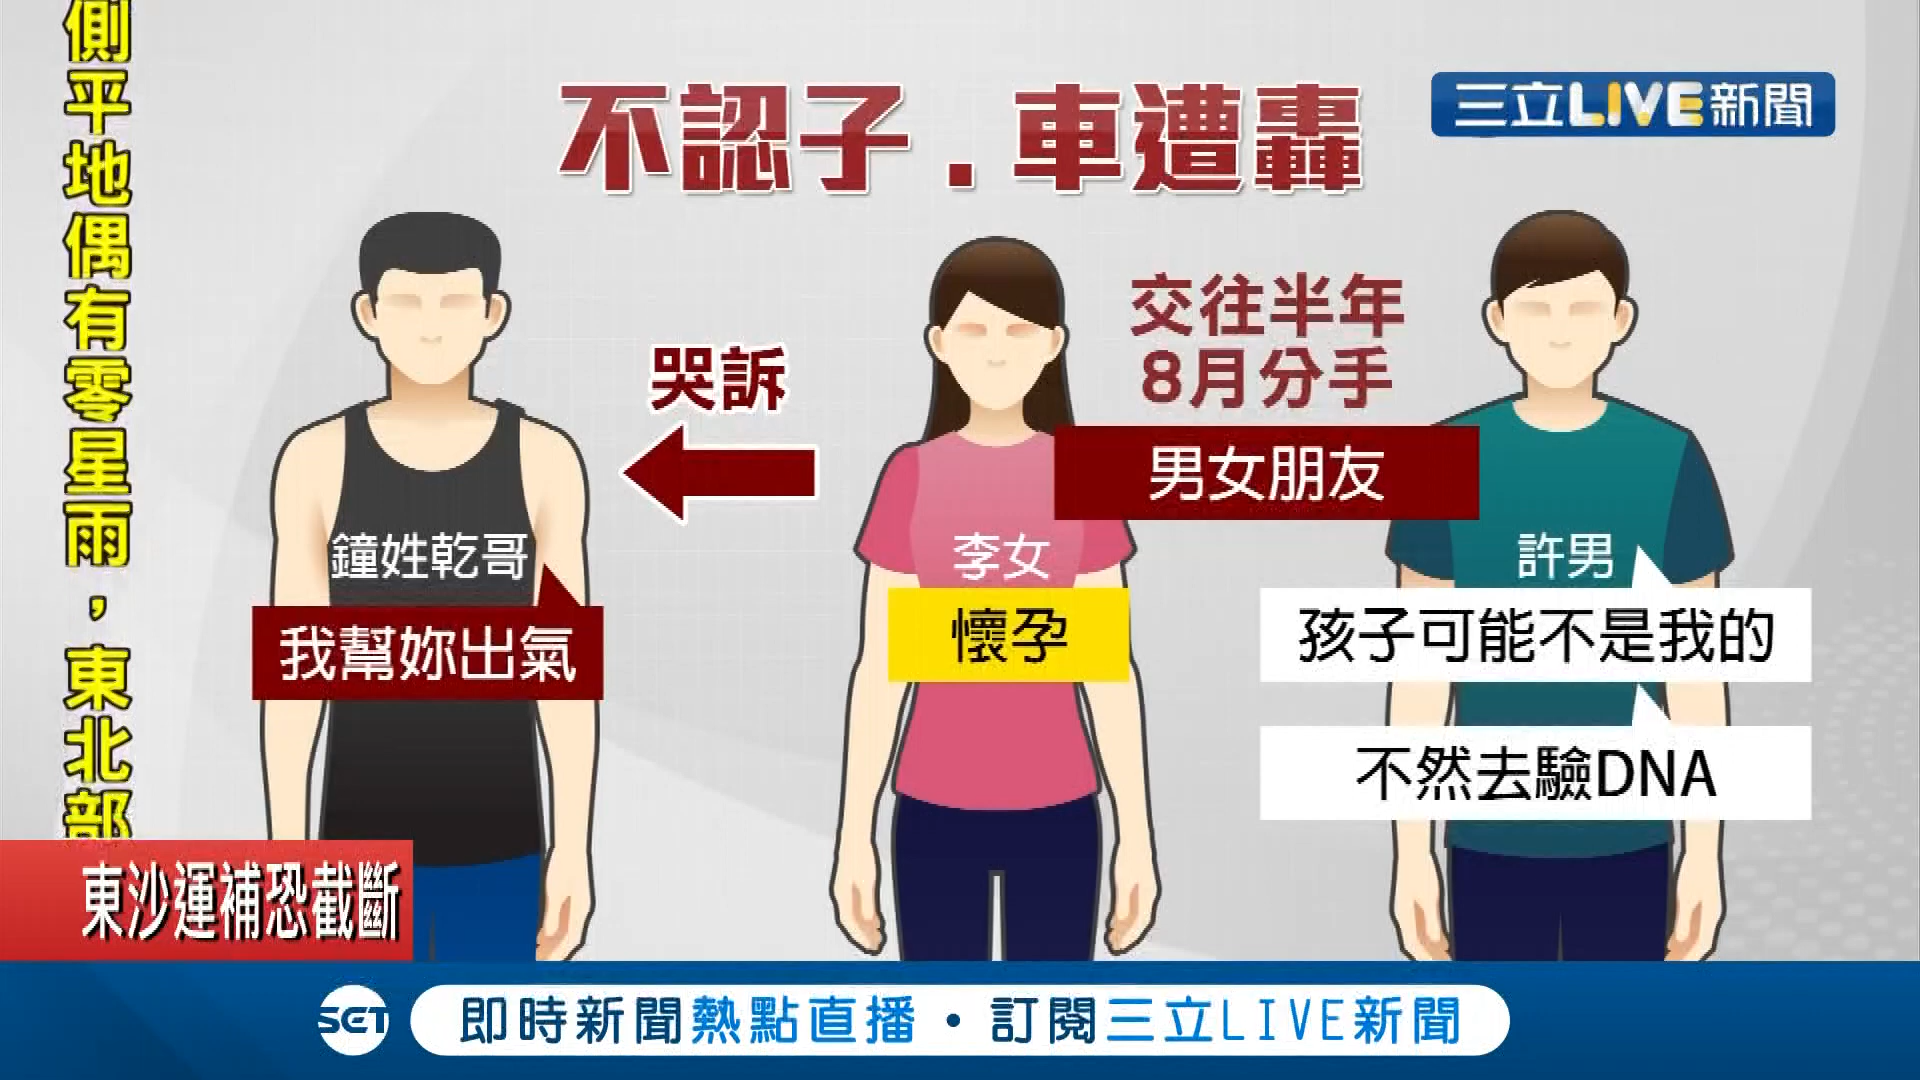 側平地偶有零星雨，東北部
不認子.車遭轟
三立LIVE新聞
交往半年
8月分手
哭訴
男女朋友
鐘姓乾哥
李女
許男
我幫妳出氣
懷孕
孩子可能不是我的
不然去驗DNA
東沙運補恐截斷
SET
即時新聞熱點直播・訂閱三立LIVE新聞